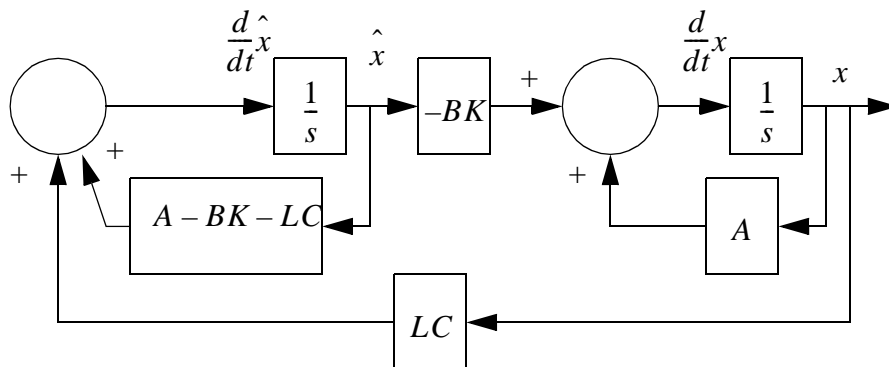 d/dt x̂
x̂
d/dt x
x
1/s
−BK
+
1/s
+
+
+
A − BK − LC
A
LC